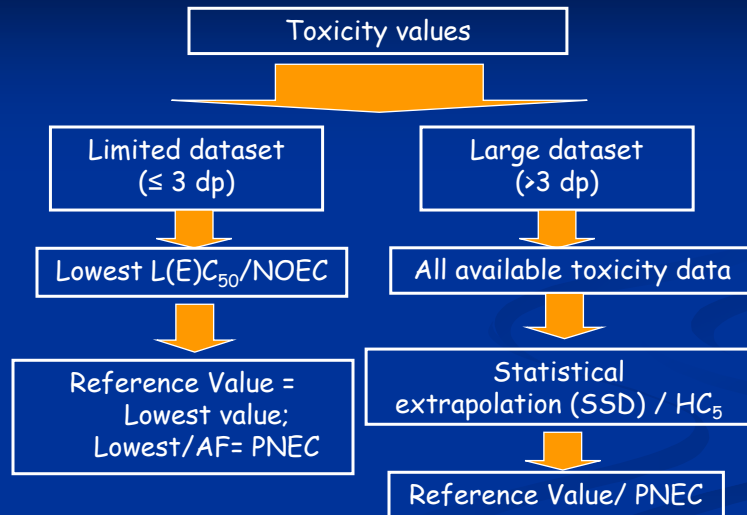 Toxicity values
Limited dataset
(≤ 3 dp)
Lowest L(E)C₅₀/NOEC
Reference Value =
Lowest value;
Lowest/AF= PNEC
Large dataset
(>3 dp)
All available toxicity data
Statistical
extrapolation (SSD) / HC₅
Reference Value/ PNEC